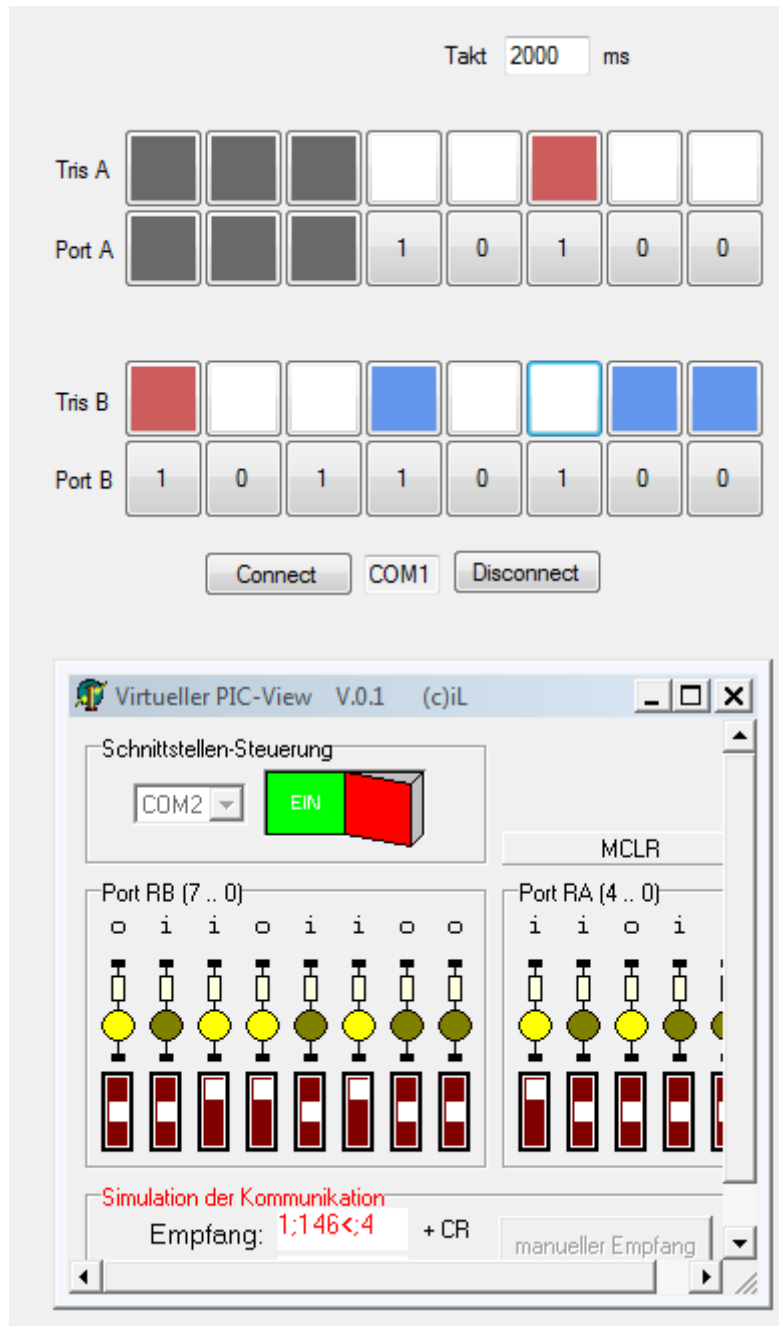 Takt 2000 ms
Tris A
Port A 1 0 1 0 0
Tris B
Port B 1 0 1 1 0 1 0 0
Connect COM1 Disconnect
Virtueller PIC-View V.0.1 (c)iL
Schnittstellen-Steuerung
COM2 EIN
MCLR
Port RB (7 .. 0) Port RA (4 .. 0)
o i i o i i o o i i o i
Simulation der Kommunikation
Empfang: 1;146<;4 + CR manueller Empfang